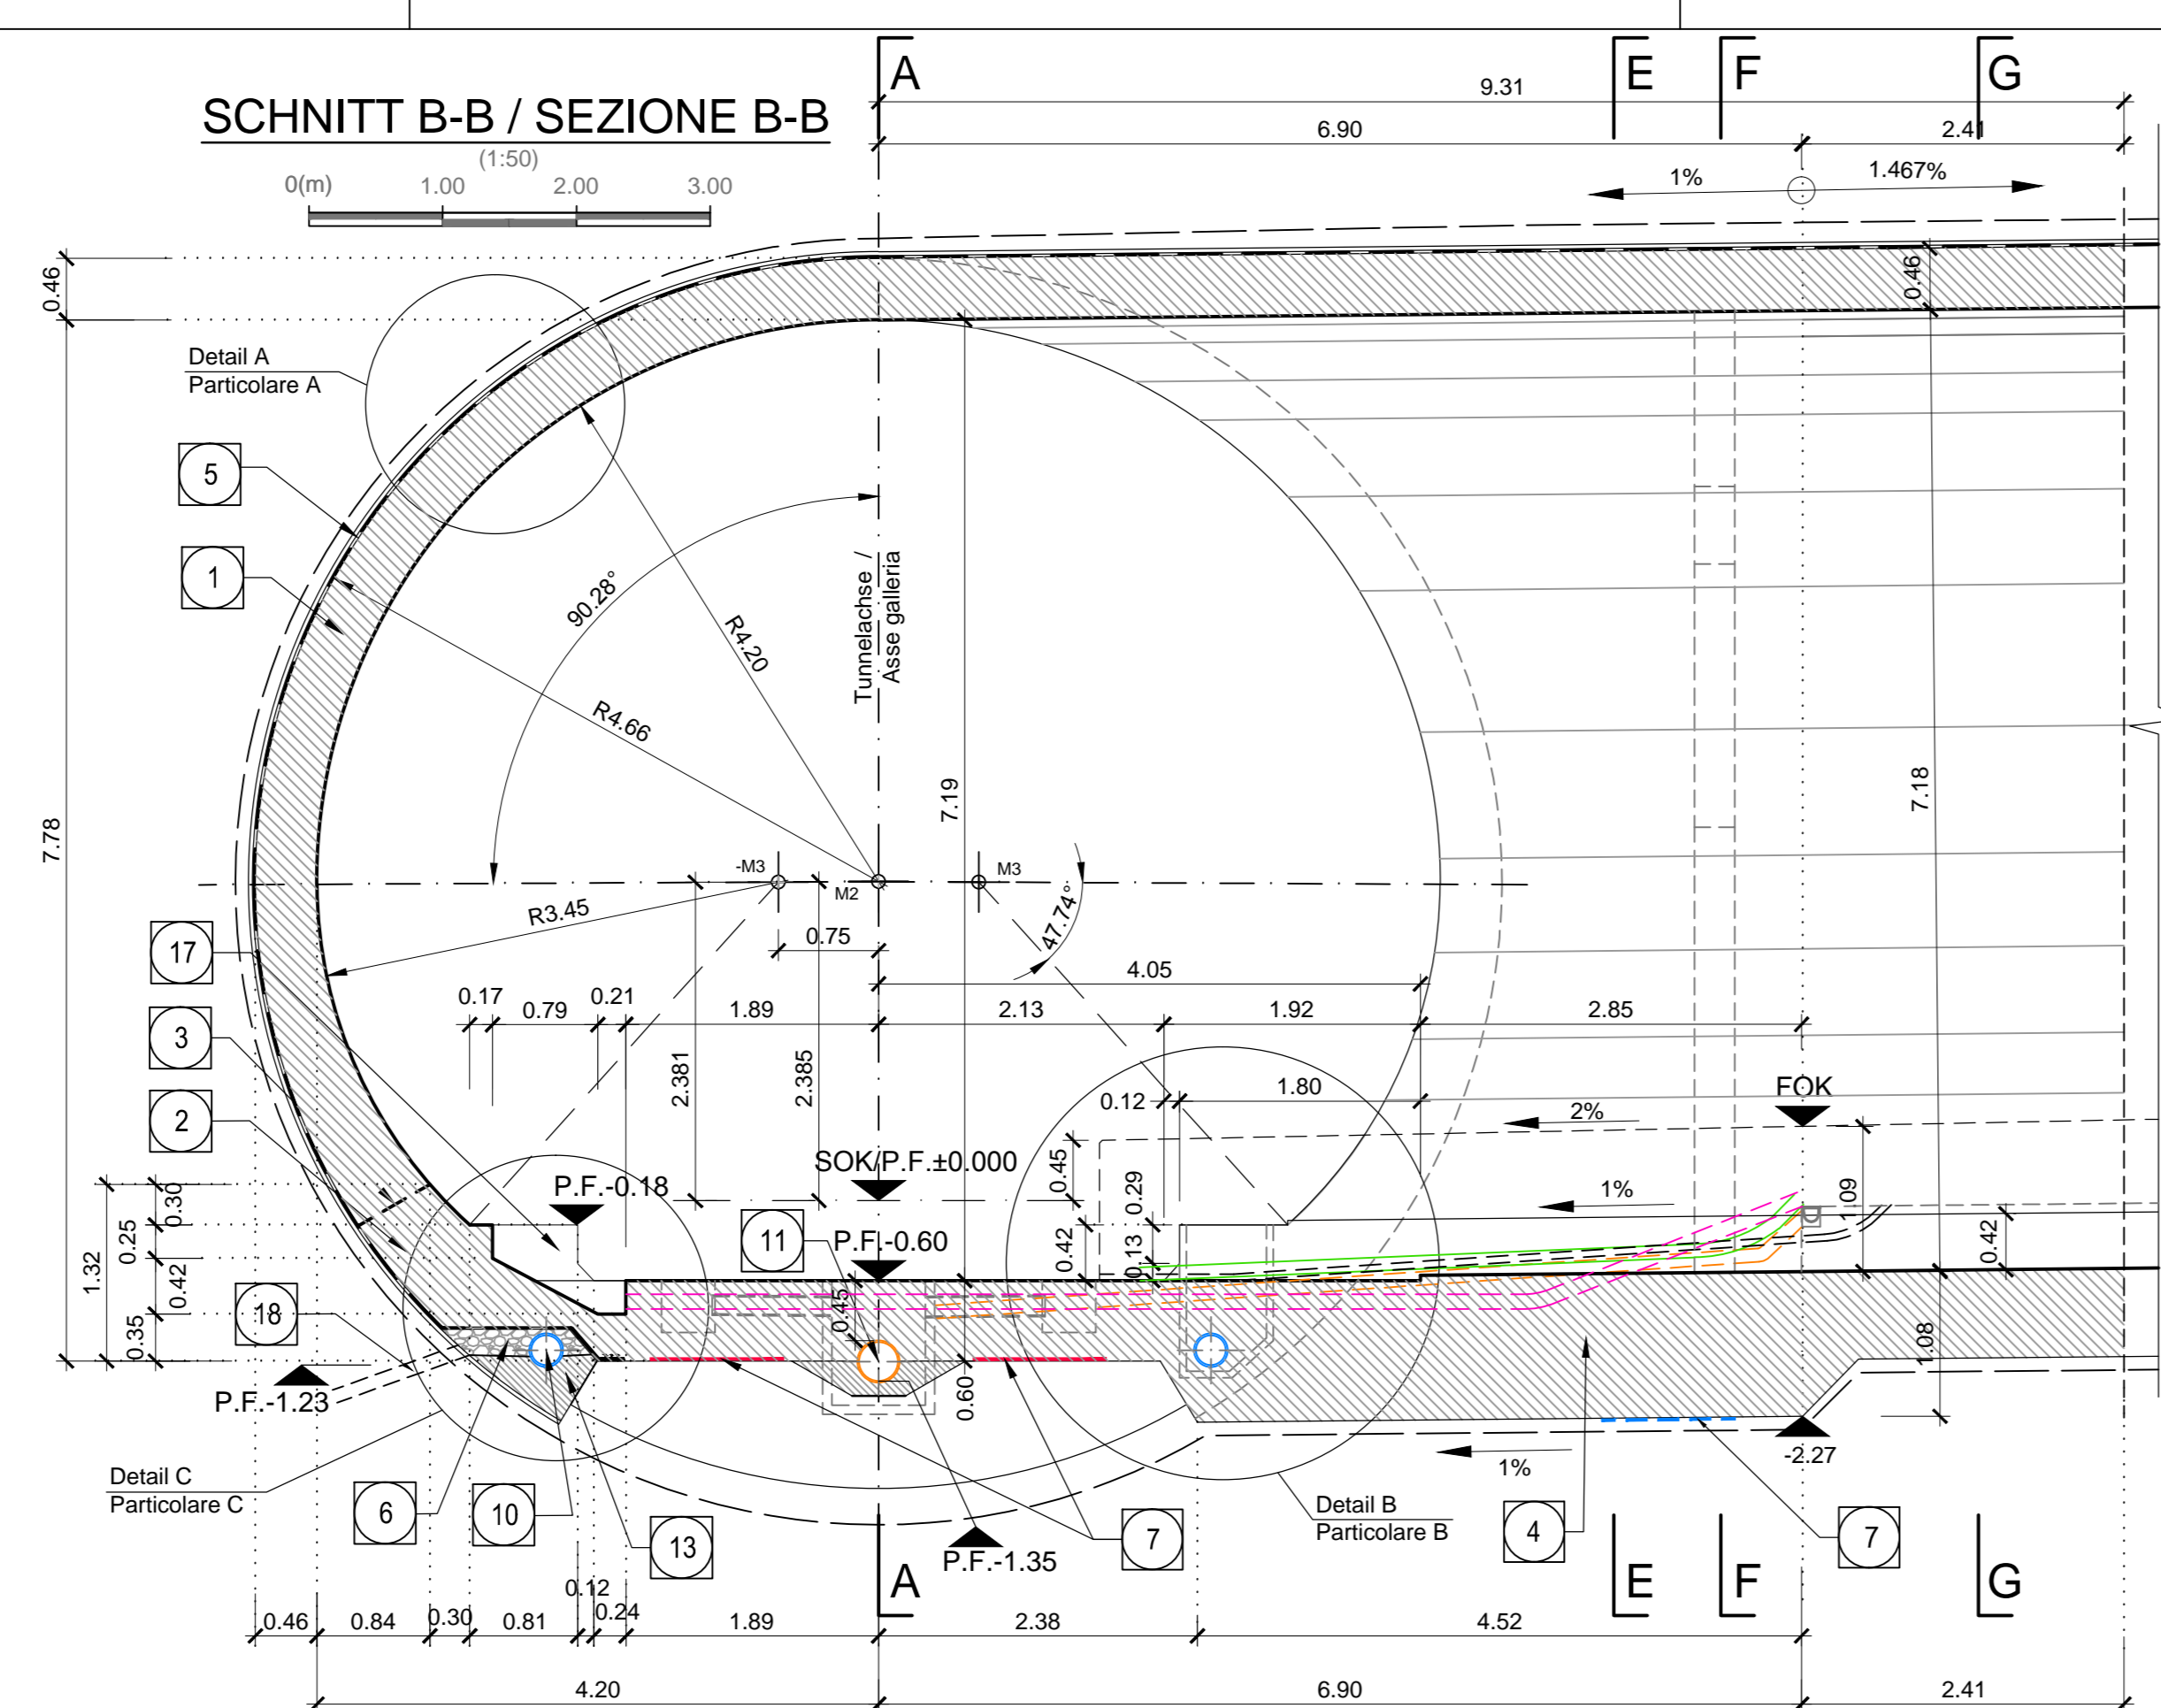 A
E
F
G
9.31
SCHNITT B-B / SEZIONE B-B
6.90
2.41
(1:50)
0(m)
1.00
2.00
3.00
1%
1.467%
0.46
0.46
Detail A
Particolare A
5
1
90.28°
R4.20
Tunnelachse /
Asse galleria
R4.66
7.19
7.18
7.78
-M3
M2
M3
R3.45
0.75
47.74°
17
4.05
0.17
0.79
0.21
1.89
2.13
1.92
2.85
3
2.381
2.385
2
0.12
1.80
FOK
2%
SOK/P.F.±0.000
0.45
0.29
P.F.-0.18
1%
1.09
0.30
0.25
1.32
0.42
0.35
11
P.F.-0.60
0.42
0.13
0.42
18
0.45
D
1.08
P.F.-1.23
0.60
-2.27
1%
Detail C
Particolare C
6
10
13
P.F.-1.35
7
Detail B
Particolare B
4
7
A
E
F
G
0.12
0.46
0.84
0.30
0.81
0.24
1.89
2.38
4.52
4.20
6.90
2.41